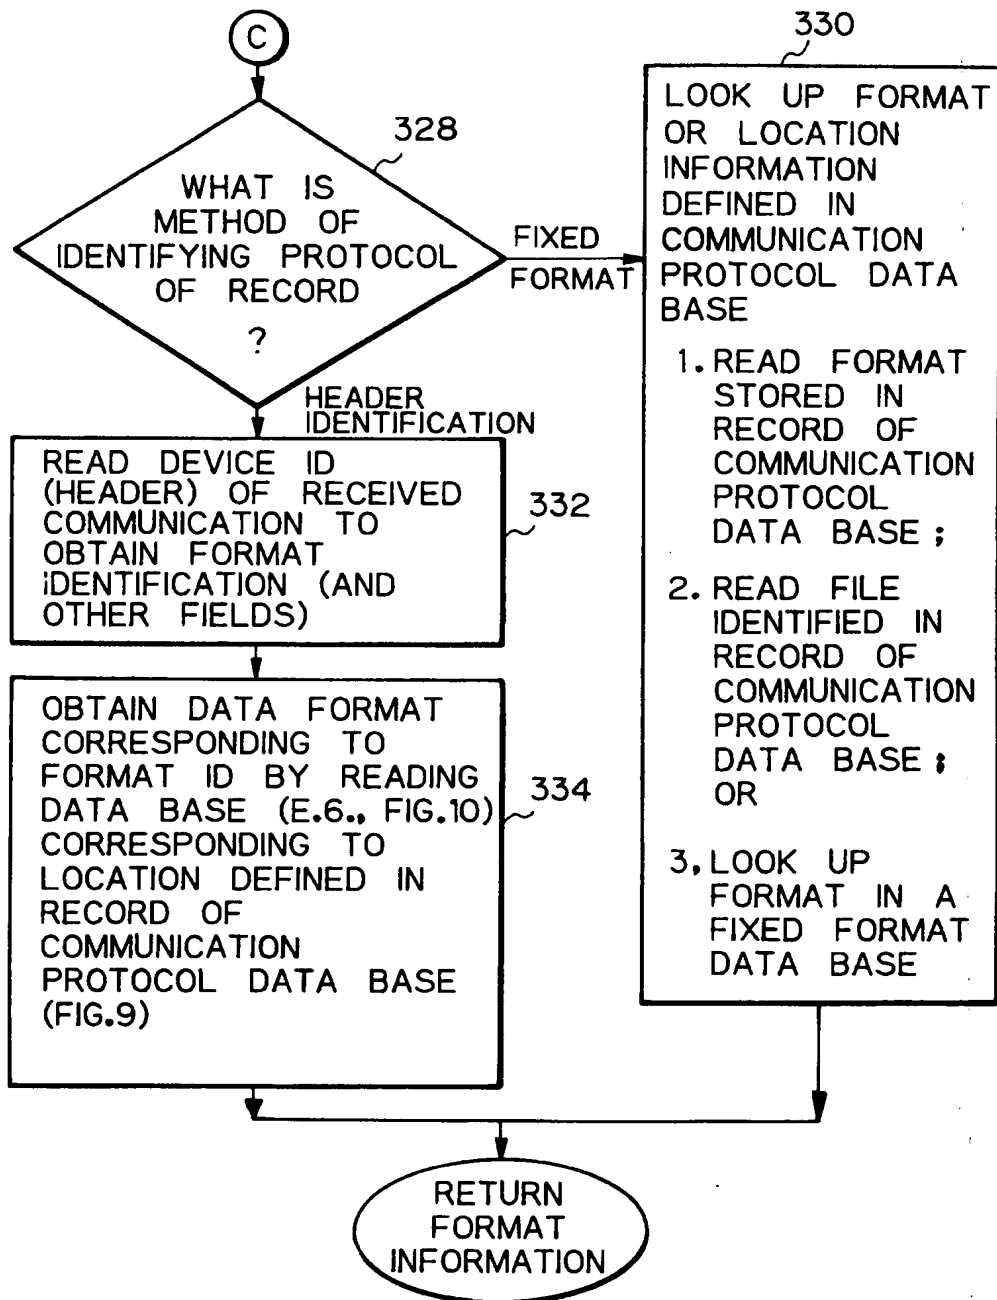 C
328
WHAT IS
METHOD OF
IDENTIFYING PROTOCOL
OF RECORD
?
FIXED
FORMAT
HEADER
IDENTIFICATION
330
LOOK UP FORMAT
OR LOCATION
INFORMATION
DEFINED IN
COMMUNICATION
PROTOCOL DATA
BASE
1. READ FORMAT
STORED IN
RECORD OF
COMMUNICATION
PROTOCOL
DATA BASE;
2. READ FILE
IDENTIFIED IN
RECORD OF
COMMUNICATION
PROTOCOL
DATA BASE;
OR
3, LOOK UP
FORMAT IN A
FIXED FORMAT
DATA BASE
332
READ DEVICE ID
(HEADER) OF RECEIVED
COMMUNICATION TO
OBTAIN FORMAT
IDENTIFICATION (AND
OTHER FIELDS)
334
OBTAIN DATA FORMAT
CORRESPONDING TO
FORMAT ID BY READING
DATA BASE (E.6., FIG.10)
CORRESPONDING TO
LOCATION DEFINED IN
RECORD OF
COMMUNICATION
PROTOCOL DATA BASE
(FIG.9)
RETURN
FORMAT
INFORMATION